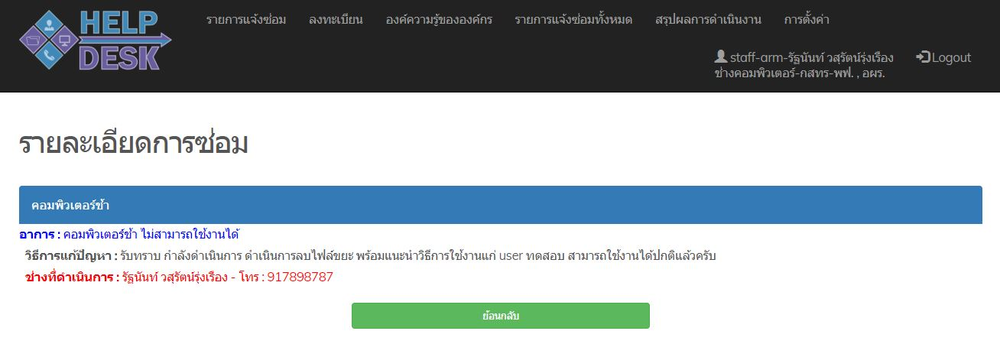 HELP
DESK
รายการแจ้งซ่อม ลงทะเบียน องค์ความรู้ขององค์กร รายการแจ้งซ่อมทั้งหมด สรุปผลการดำเนินงาน การตั้งค่า
staff-arm-รัฐนันท์ วสุรัตน์รุ่งเรือง Logout
ช่างคอมพิวเตอร์-กสทร-พฟ. , อผร.
รายละเอียดการซ่อม
คอมพิวเตอร์ช้ำ
อาการ : คอมพิวเตอร์ช้ำ ไม่สามารถใช้งานได้
วิธีการแก้ปัญหา : รับทราบ กำลังดำเนินการ ดำเนินการลบไฟล์ขยะ พร้อมแนะนำวิธีการใช้งานแก่ user ทดสอบ สามารถใช้งานได้ปกติแล้วครับ
ช่างที่ดำเนินการ : รัฐนันท์ วสุรัตน์รุ่งเรือง - โทร : 917898787
ย้อนกลับ